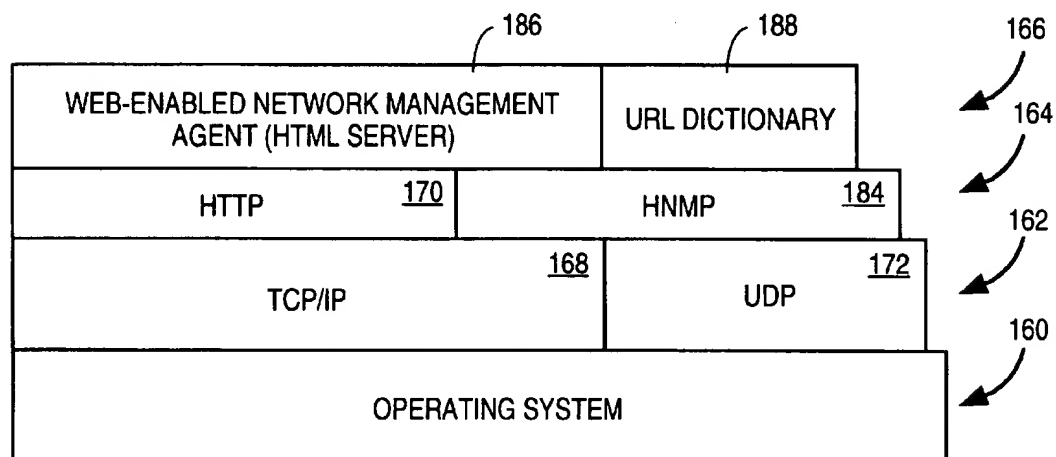 186
188
166
WEB-ENABLED NETWORK MANAGEMENT
AGENT (HTML SERVER)
URL DICTIONARY
164
HTTP
170
HNMP
184
162
TCP/IP
168
UDP
172
160
OPERATING SYSTEM